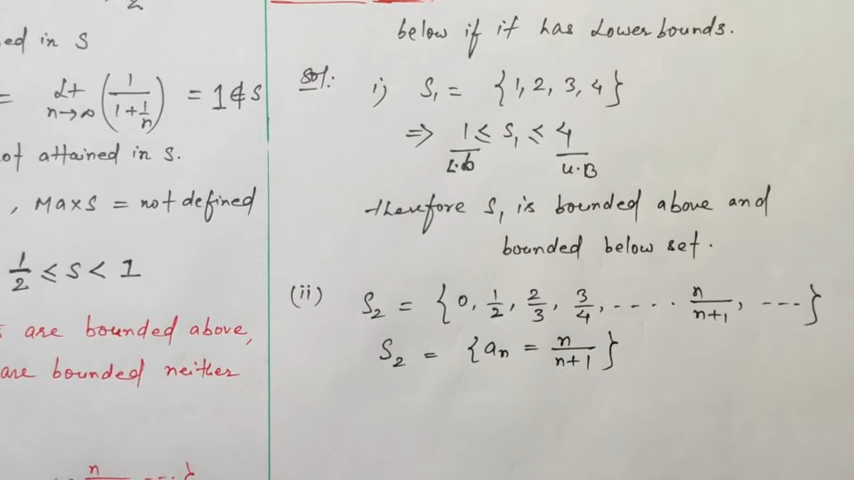 ed in S
= Lt n→∞ (1/(1+1/n)) = 1∉S
of attained in S.
, Max S = not defined
1/2 ≤ S < 1
are bounded above,
are bounded neither
n
below if it has Lower bounds.
Sol:
i) S₁ = {1, 2, 3, 4}
⇒ 1 ≤ S₁ ≤ 4
L.b U.B
therefore S₁ is bounded above and
bounded below set.
(ii) S₂ = {0, 1/2, 2/3, 3/4, - - - . n/(n+1), - - -}
S₂ = {aₙ = n/(n+1)}